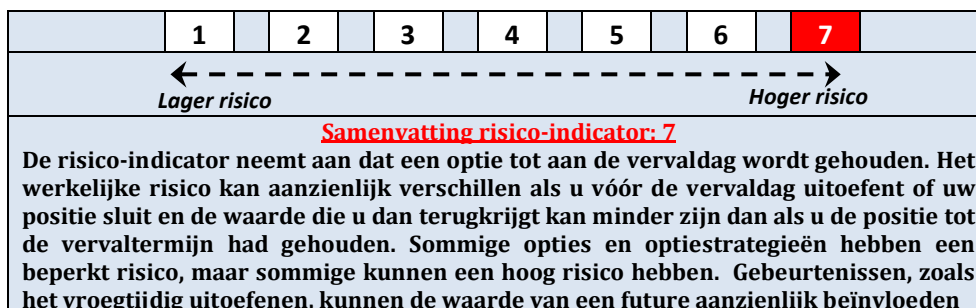 1 2 3 4 5 6 7
Lager risico Hoger risico
Samenvatting risico-indicator: 7
De risico-indicator neemt aan dat een optie tot aan de vervaldag wordt gehouden. Het
werkelijke risico kan aanzienlijk verschillen als u vóór de vervaldag uitoefent of uw
positie sluit en de waarde die u dan terugkrijgt kan minder zijn dan als u de positie tot
de vervaltermijn had gehouden. Sommige opties en optiestrategieën hebben een
beperkt risico, maar sommige kunnen een hoog risico hebben. Gebeurtenissen, zoals
het vroegtijdig uitoefenen, kunnen de waarde van een future aanzienlijk beïnvloeden